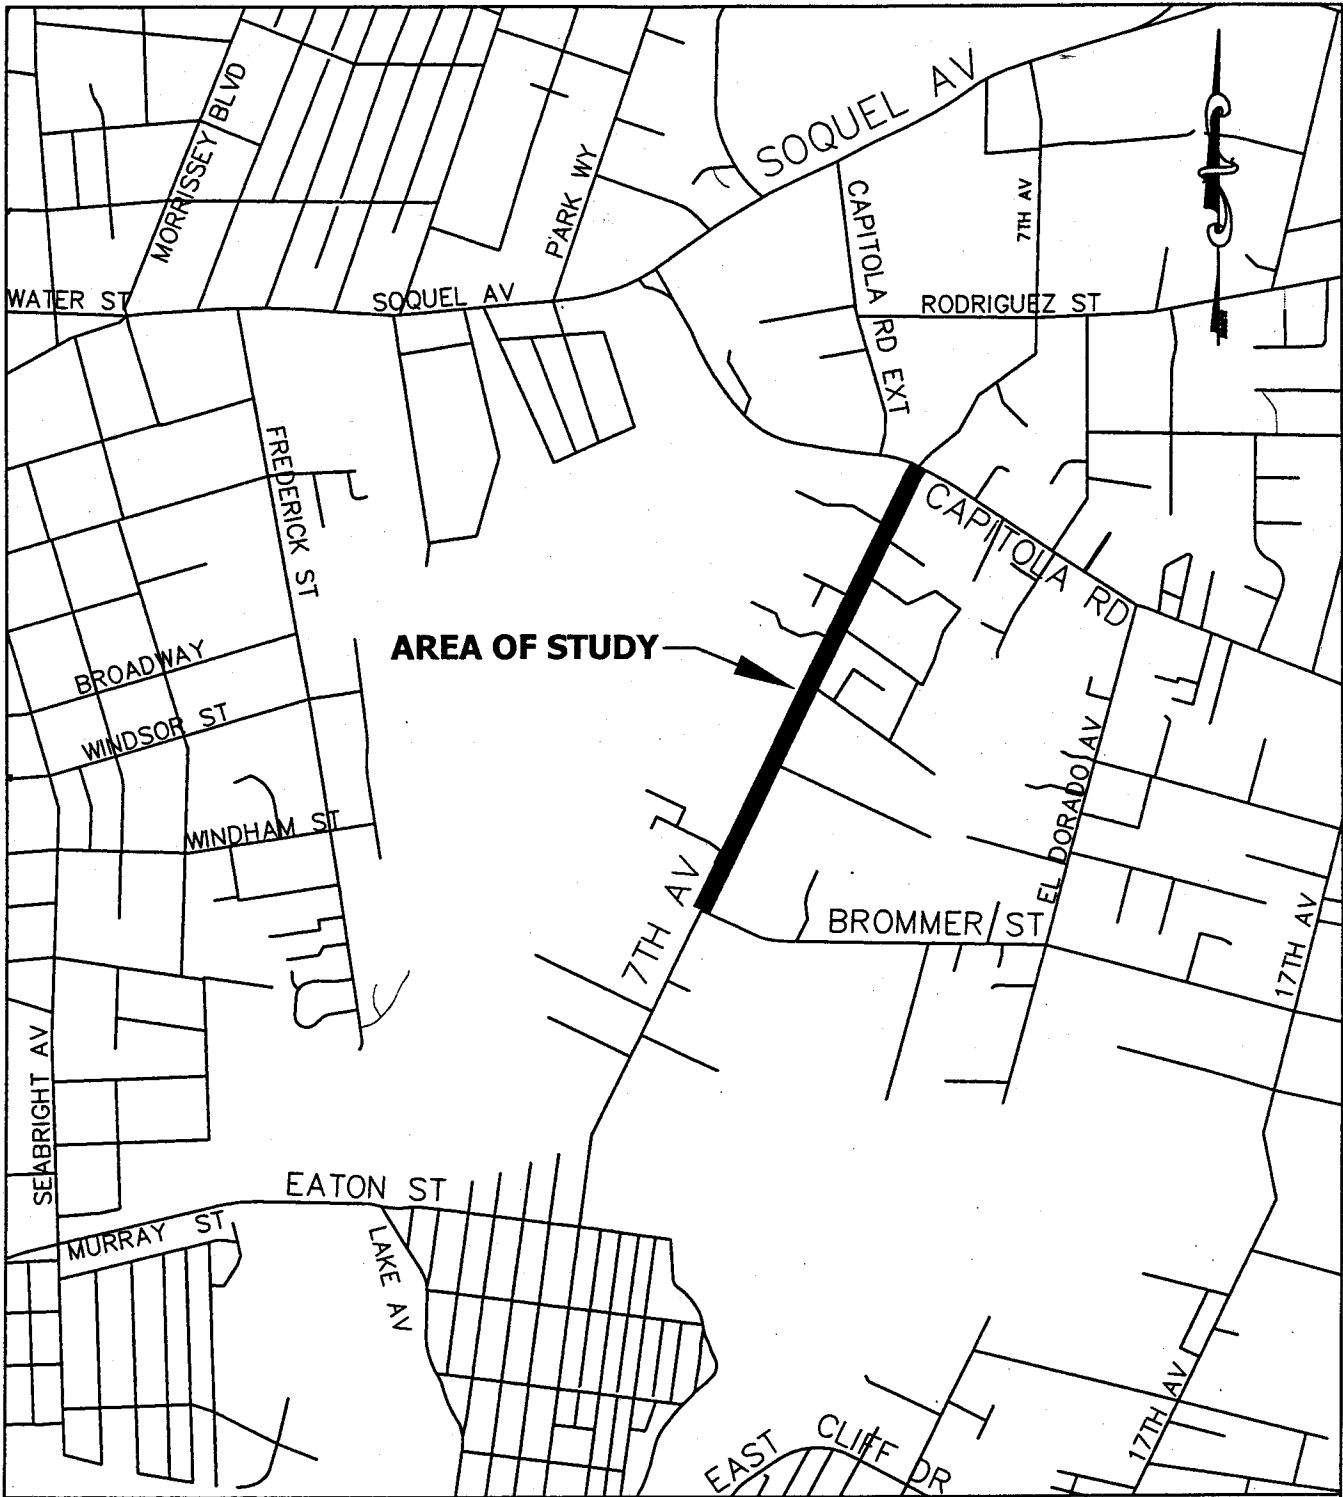 SOQUEL AV
MORRISSEY BLVD
PARK WY
CAPITOLA RD EXT
7TH AV
WATER ST
SOQUEL AV
RODRIGUEZ ST
FREDERICK ST
CAPITOLA RD
AREA OF STUDY
BROADWAY
WINDSOR ST
EL DORADO AV
WINDHAM ST
7TH AV
BROMMER ST
17TH AV
SEABRIGHT AV
EATON ST
MURRAY ST
LAKE AV
17TH AV
EAST CLIFF DR